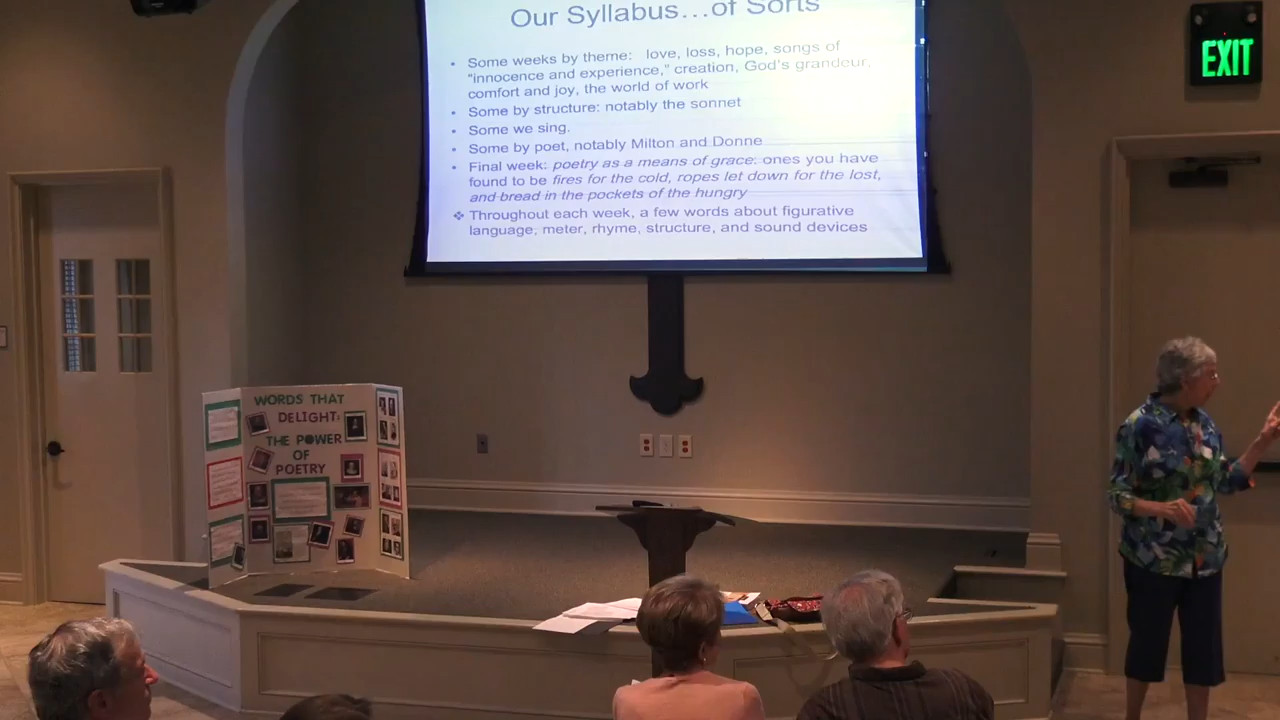 Our Syllabus...of Sorts
• Some weeks by theme: love, loss, hope, songs of
"innocence and experience," creation, God's grandeur,
comfort and joy, the world of work
• Some by structure: notably the sonnet
• Some we sing.
• Some by poet, notably Milton and Donne
• Final week: poetry as a means of grace: ones you have
found to be fires for the cold, ropes let down for the lost,
and bread in the pockets of the hungry
❖ Throughout each week, a few words about figurative
language, meter, rhyme, structure, and sound devices
EXIT
WORDS THAT
DELIGHT:
THE POWER
OF
POETRY